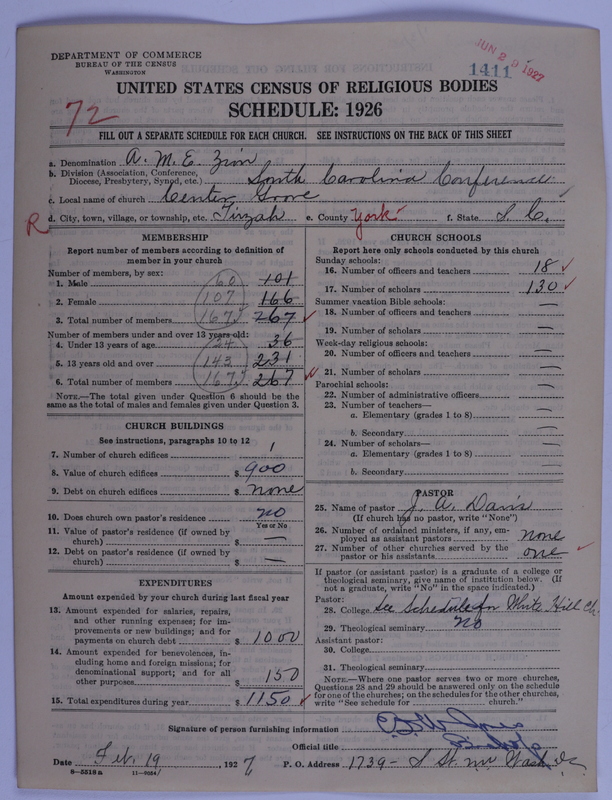 DEPARTMENT OF COMMERCE
BUREAU OF THE CENSUS
WASHINGTON
JUN 29 1927
1411
UNITED STATES CENSUS OF RELIGIOUS BODIES
SCHEDULE: 1926
72
FILL OUT A SEPARATE SCHEDULE FOR EACH CHURCH. SEE INSTRUCTIONS ON THE BACK OF THIS SHEET
a. Denomination A. M. E. Zion
b. Division (Association, Conference, Diocese, Presbytery, Synod, etc.) South Carolina Conference
c. Local name of church Center Grove
R
d. City, town, village, or township, etc. Tirzah e. County York f. State S. C.
MEMBERSHIP
Report number of members according to definition of member in your church
Number of members, by sex:
1. Male 60 101
2. Female 107 166
3. Total number of members 167 267
Number of members under and over 13 years old:
4. Under 13 years of age 24 36
5. 13 years old and over 143 231
6. Total number of members 167 267
NOTE.—The total given under Question 6 should be the same as the total of males and females given under Question 3.
CHURCH BUILDINGS
See instructions, paragraphs 10 to 12
7. Number of church edifices 1
8. Value of church edifices $ 900
9. Debt on church edifices $ none
10. Does church own pastor's residence no
Yes or No
11. Value of pastor's residence (if owned by church) $ —
12. Debt on pastor's residence (if owned by church) $ —
EXPENDITURES
Amount expended by your church during last fiscal year
13. Amount expended for salaries, repairs, and other running expenses; for improvements or new buildings; and for payments on church debt $ 1000
14. Amount expended for benevolences, including home and foreign missions; for denominational support; and for all other purposes $ 150
15. Total expenditures during year $ 1150
CHURCH SCHOOLS
Report here only schools conducted by this church
Sunday schools:
16. Number of officers and teachers 18
17. Number of scholars 130
Summer vacation Bible schools:
18. Number of officers and teachers —
19. Number of scholars —
Week-day religious schools:
20. Number of officers and teachers —
21. Number of scholars —
Parochial schools:
22. Number of administrative officers —
23. Number of teachers—
a. Elementary (grades 1 to 8) —
b. Secondary —
24. Number of scholars—
a. Elementary (grades 1 to 8) —
b. Secondary —
PASTOR
25. Name of pastor J. A. Davis
(If church has no pastor, write "None")
26. Number of ordained ministers, if any, employed as assistant pastors none
27. Number of other churches served by the pastor or his assistants one
If pastor (or assistant pastor) is a graduate of a college or theological seminary, give name of institution below. (If not a graduate, write "No" in the space indicated.)
Pastor:
28. College See Schedule for White Hill Ch.
29. Theological seminary no
Assistant pastor:
30. College
31. Theological seminary
NOTE.—Where one pastor serves two or more churches, Questions 28 and 29 should be answered only on the schedule for one of the churches; on the schedules for the other churches, write "See schedule for church."
Signature of person furnishing information
Official title Bishop
Date Feb. 19 1927 P. O. Address 1739- S St. NW Wash DC
8-5518a 11-9254